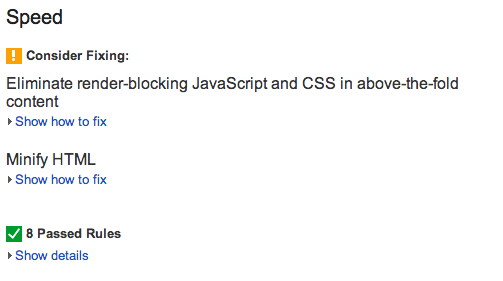 Speed
Consider Fixing:
Eliminate render-blocking JavaScript and CSS in above-the-fold
content
Show how to fix
Minify HTML
Show how to fix
8 Passed Rules
Show details